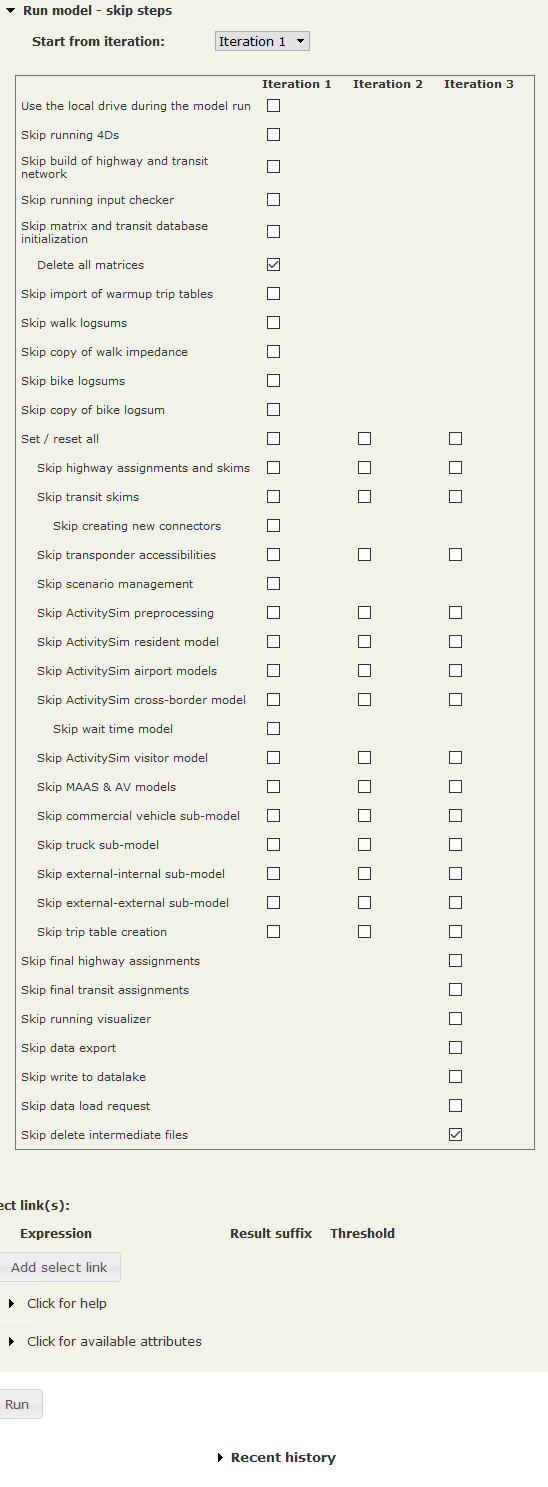 Run model - skip steps
Start from iteration: Iteration 1
Iteration 1 Iteration 2 Iteration 3
Use the local drive during the model run
Skip running 4Ds
Skip build of highway and transit
network
Skip running input checker
Skip matrix and transit database
initialization
Delete all matrices
Skip import of warmup trip tables
Skip walk logsums
Skip copy of walk impedance
Skip bike logsums
Skip copy of bike logsum
Set / reset all
Skip highway assignments and skims
Skip transit skims
Skip creating new connectors
Skip transponder accessibilities
Skip scenario management
Skip ActivitySim preprocessing
Skip ActivitySim resident model
Skip ActivitySim airport models
Skip ActivitySim cross-border model
Skip wait time model
Skip ActivitySim visitor model
Skip MAAS & AV models
Skip commercial vehicle sub-model
Skip truck sub-model
Skip external-internal sub-model
Skip external-external sub-model
Skip trip table creation
Skip final highway assignments
Skip final transit assignments
Skip running visualizer
Skip data export
Skip write to datalake
Skip data load request
Skip delete intermediate files
ect link(s):
Expression Result suffix Threshold
Add select link
Click for help
Click for available attributes
Run
Recent history